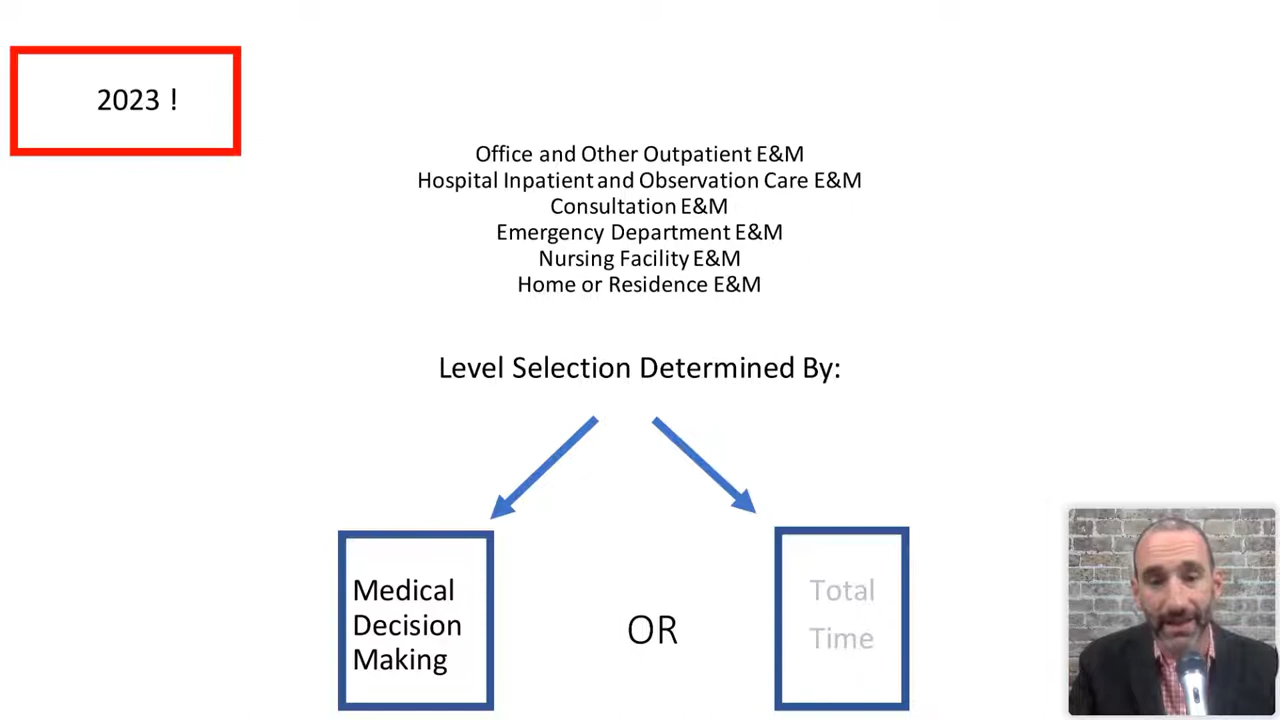 2023 !
Office and Other Outpatient E&M
Hospital Inpatient and Observation Care E&M
Consultation E&M
Emergency Department E&M
Nursing Facility E&M
Home or Residence E&M
Level Selection Determined By:
Medical
Decision
Making
OR
Total
Time